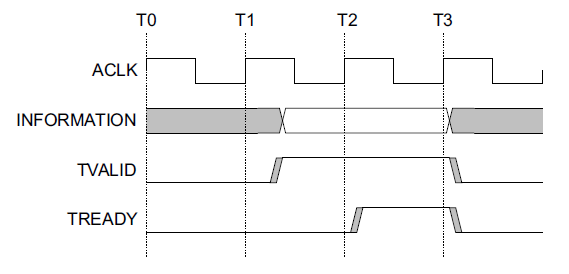 T0 T1 T2 T3
ACLK
INFORMATION
TVALID
TREADY